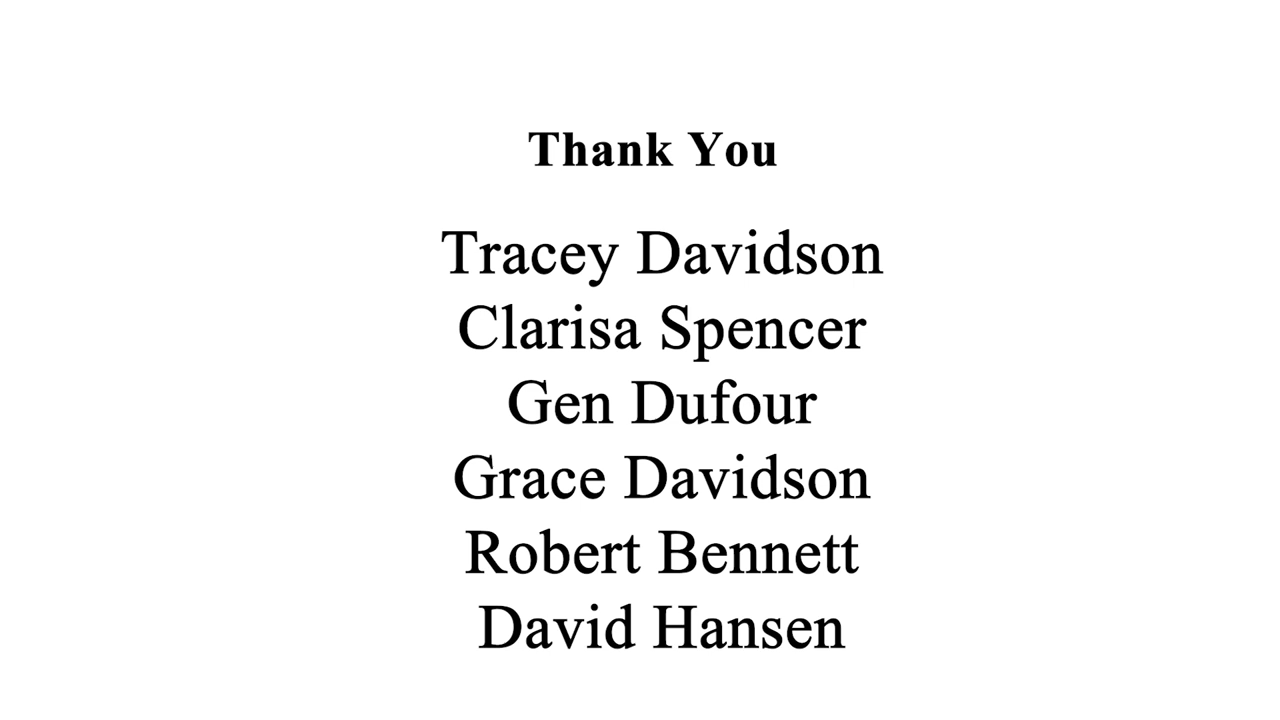 Thank You
Tracey Davidson
Clarisa Spencer
Gen Dufour
Grace Davidson
Robert Bennett
David Hansen